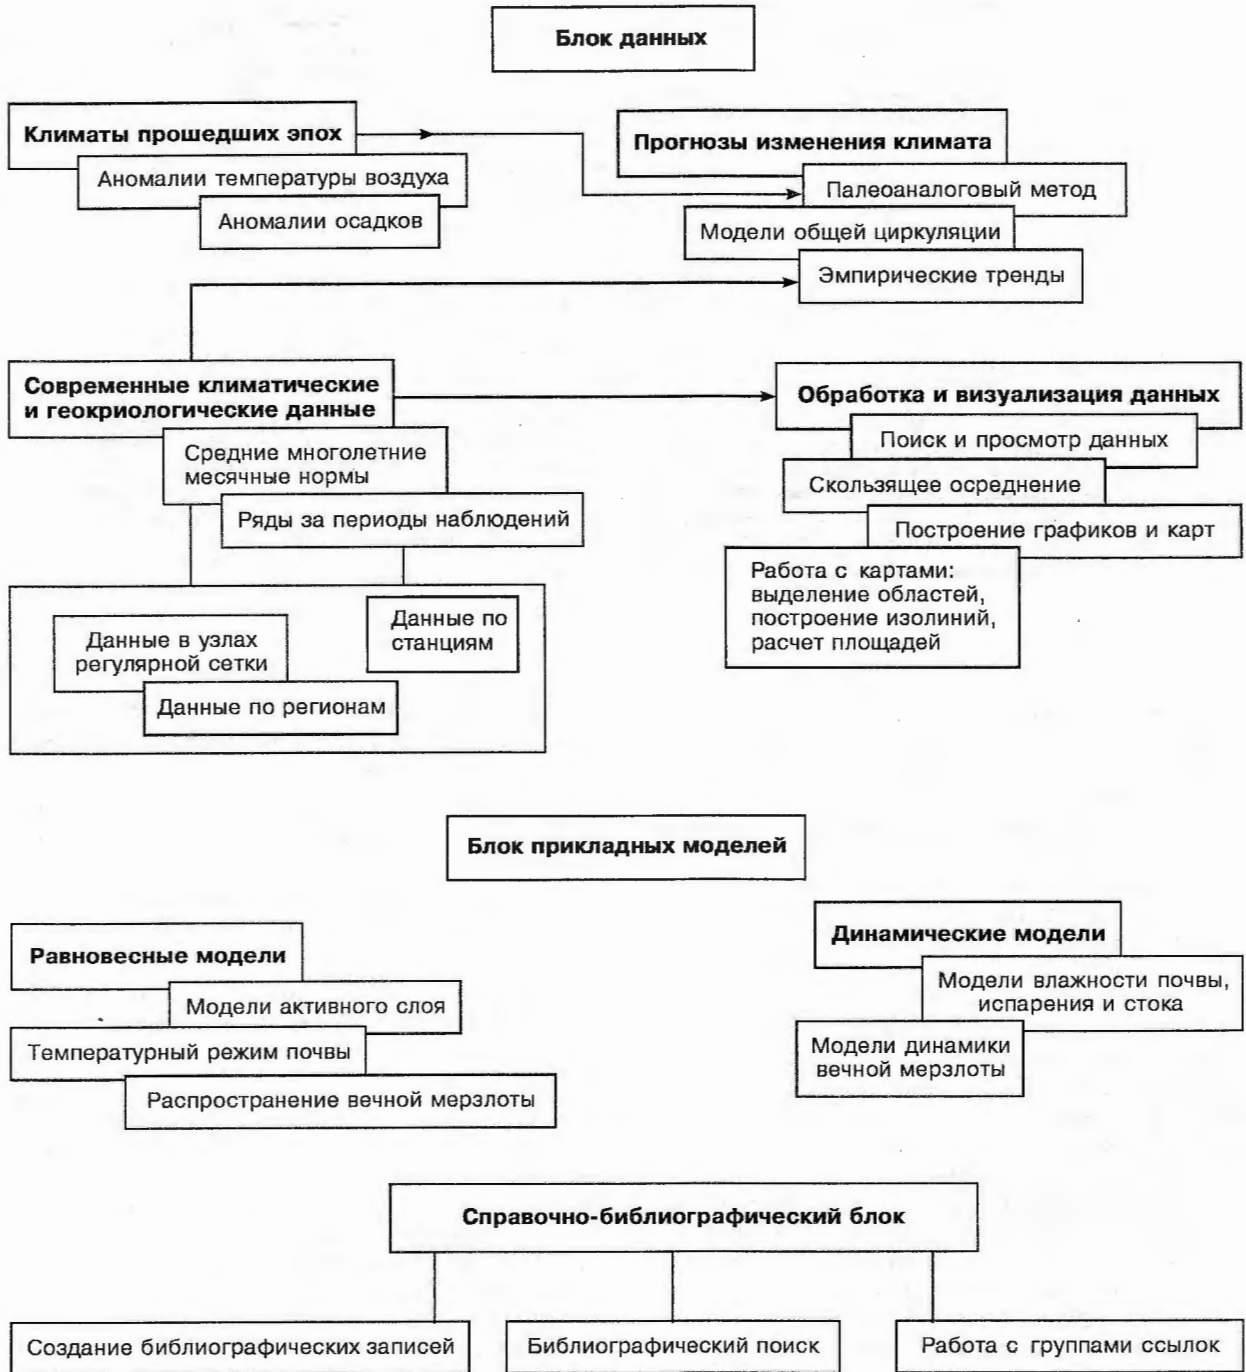 Блок данных
Климаты прошедших эпох
Аномалии температуры воздуха
Аномалии осадков
Прогнозы изменения климата
Палеоаналоговый метод
Модели общей циркуляции
Эмпирические тренды
Современные климатические
и геокриологические данные
Средние многолетние
месячные нормы
Ряды за периоды наблюдений
Данные в узлах
регулярной сетки
Данные по
станциям
Данные по регионам
Обработка и визуализация данных
Поиск и просмотр данных
Скользящее осреднение
Построение графиков и карт
Работа с картами:
выделение областей,
построение изолиний,
расчет площадей
Блок прикладных моделей
Равновесные модели
Модели активного слоя
Температурный режим почвы
Распространение вечной мерзлоты
Динамические модели
Модели влажности почвы,
испарения и стока
Модели динамики
вечной мерзлоты
Справочно-библиографический блок
Создание библиографических записей
Библиографический поиск
Работа с группами ссылок